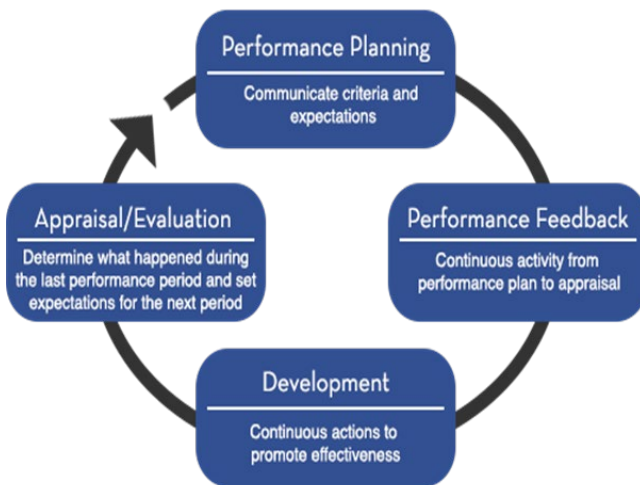 Performance Planning
Communicate criteria and
expectations
Performance Feedback
Continuous activity from
performance plan to appraisal
Development
Continuous actions to
promote effectiveness
Appraisal/Evaluation
Determine what happened during
the last performance period and set
expectations for the next period